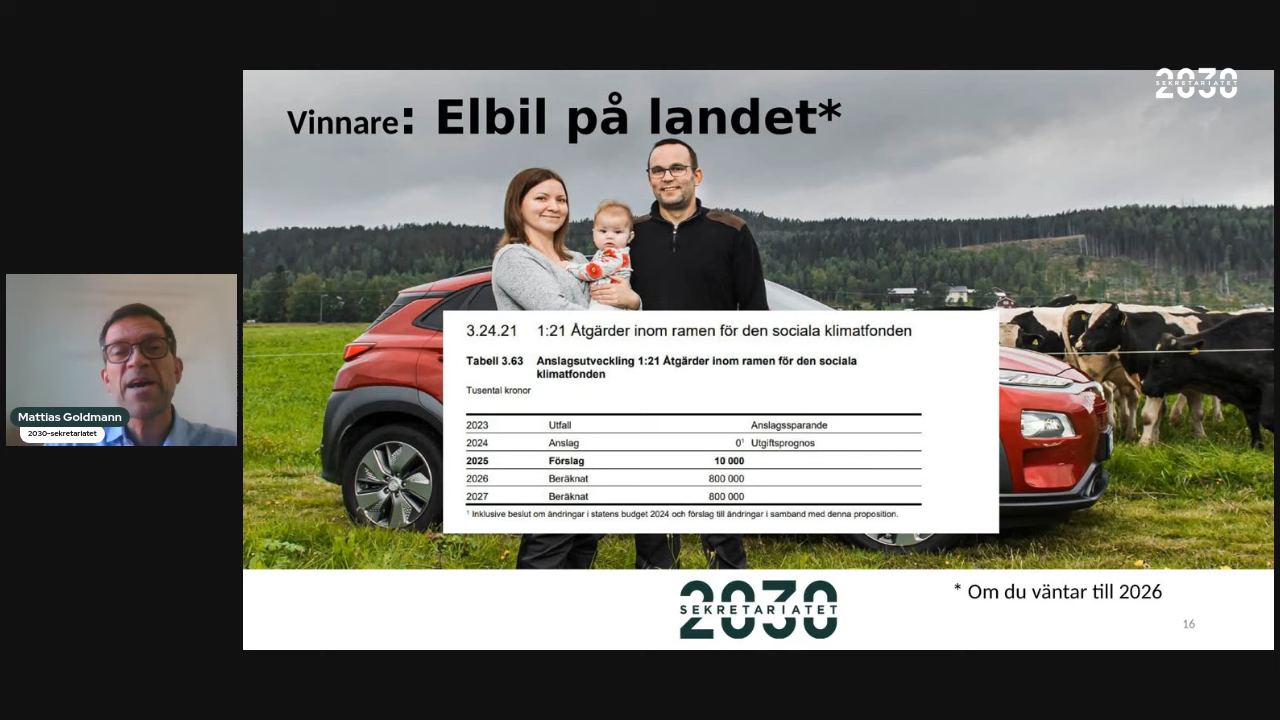 2030
SEKRETARIATET
Vinnare: Elbil på landet*
3.24.21 1:21 Åtgärder inom ramen för den sociala klimatfonden
Tabell 3.63 Anslagsutveckling 1:21 Åtgärder inom ramen för den sociala
klimatfonden
Tusental kronor
2023 Utfall Anslagssparande
2024 Anslag 0¹ Utgiftsprognos
2025 Förslag 10 000
2026 Beräknat 800 000
2027 Beräknat 800 000
¹ Inklusive beslut om ändringar i statens budget 2024 och förslag till ändringar i samband med denna proposition.
Mattias Goldmann
2030-sekretariatet
2030
SEKRETARIATET
* Om du väntar till 2026
16